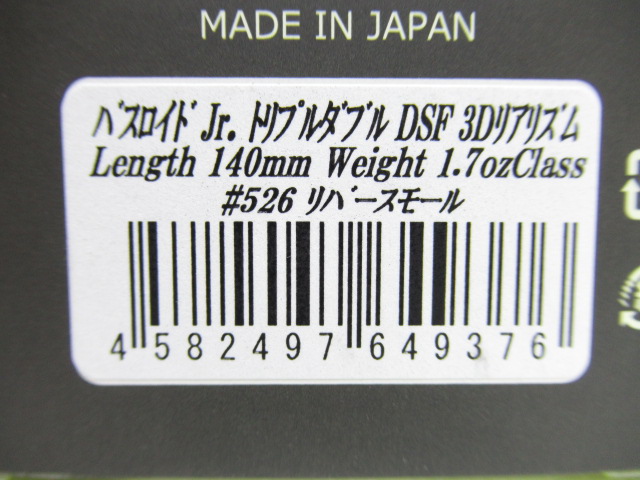 MADE IN JAPAN
バスロイド Jr. トリプルダブル DSF 3Dリアリズム
Length 140mm Weight 1.7ozClass
#526 リバースモール
4 582497 649376